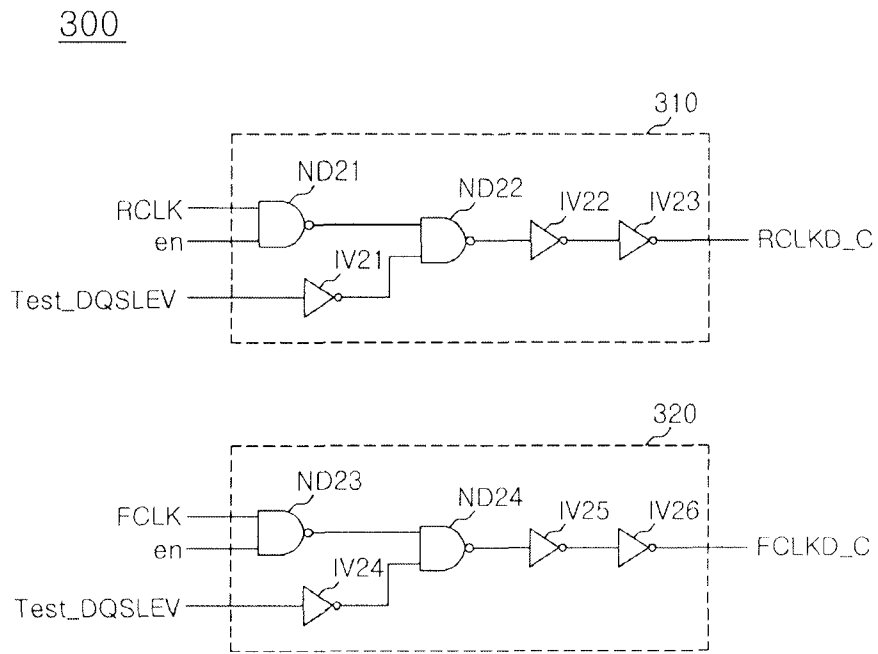 300
310
ND21
ND22
IV22
IV23
RCLK
en
RCLKD_C
IV21
Test_DQSLEV
320
ND23
ND24
IV25
IV26
FCLK
en
FCLKD_C
IV24
Test_DQSLEV